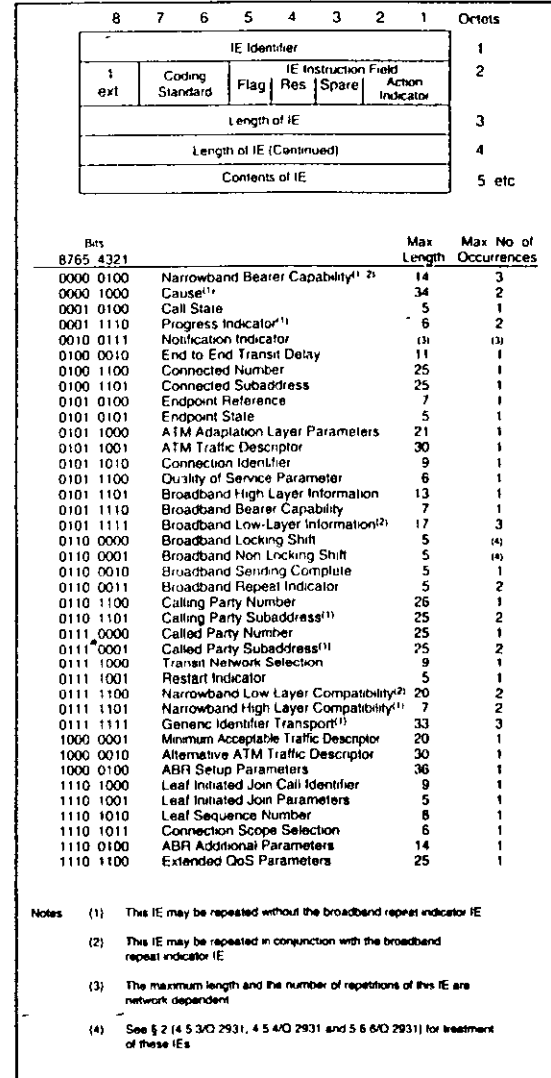 8 7 6 5 4 3 2 1 Octets
IE Identifier 1
1 ext Coding Standard IE Instruction Field Flag Res Spare Action Indicator 2
Length of IE 3
Length of IE (Continued) 4
Contents of IE 5 etc
Bits Max Max No of
8765 4321 Length Occurrences
0000 0100 Narrowband Bearer Capability(1 2) 14 3
0000 1000 Cause(1) 34 2
0001 0100 Call State 5 1
0001 1110 Progress Indicator(1) 6 2
0010 0111 Notification Indicator (3) (3)
0100 0010 End to End Transit Delay 11 1
0100 1100 Connected Number 25 1
0100 1101 Connected Subaddress 25 1
0101 0100 Endpoint Reference 7 1
0101 0101 Endpoint State 5 1
0101 1000 ATM Adaptation Layer Parameters 21 1
0101 1001 ATM Traffic Descriptor 30 1
0101 1010 Connection Identifier 9 1
0101 1100 Quality of Service Parameter 6 1
0101 1101 Broadband High Layer Information 13 1
0101 1110 Broadband Bearer Capability 7 1
0101 1111 Broadband Low-Layer Information(2) 17 3
0110 0000 Broadband Locking Shift 5 (4)
0110 0001 Broadband Non Locking Shift 5 (4)
0110 0010 Broadband Sending Complete 5 1
0110 0011 Broadband Repeat Indicator 5 2
0110 1100 Calling Party Number 26 1
0110 1101 Calling Party Subaddress(1) 25 2
0111 0000 Called Party Number 25 1
0111 0001 Called Party Subaddress(1) 25 2
0111 1000 Transit Network Selection 9 1
0111 1001 Restart Indicator 5 1
0111 1100 Narrowband Low Layer Compatibility(2) 20 2
0111 1101 Narrowband High Layer Compatibility(1) 7 2
0111 1111 Generic Identifier Transport(1) 33 3
1000 0001 Minimum Acceptable Traffic Descriptor 20 1
1000 0010 Alternative ATM Traffic Descriptor 30 1
1000 0100 ABR Setup Parameters 36 1
1110 1000 Leaf Initiated Join Call Identifier 9 1
1110 1001 Leaf Initiated Join Parameters 5 1
1110 1010 Leaf Sequence Number 8 1
1110 1011 Connection Scope Selection 6 1
1110 0100 ABR Additional Parameters 14 1
1110 1100 Extended QoS Parameters 25 1
Notes (1) This IE may be repeated without the broadband repeat indicator IE
(2) This IE may be repeated in conjunction with the broadband
repeat indicator IE
(3) The maximum length and the number of repetitions of this IE are
network dependent
(4) See § 2 (4 5 3/Q 2931, 4 5 4/Q 2931 and 5 6 6/Q 2931) for treatment
of these IEs